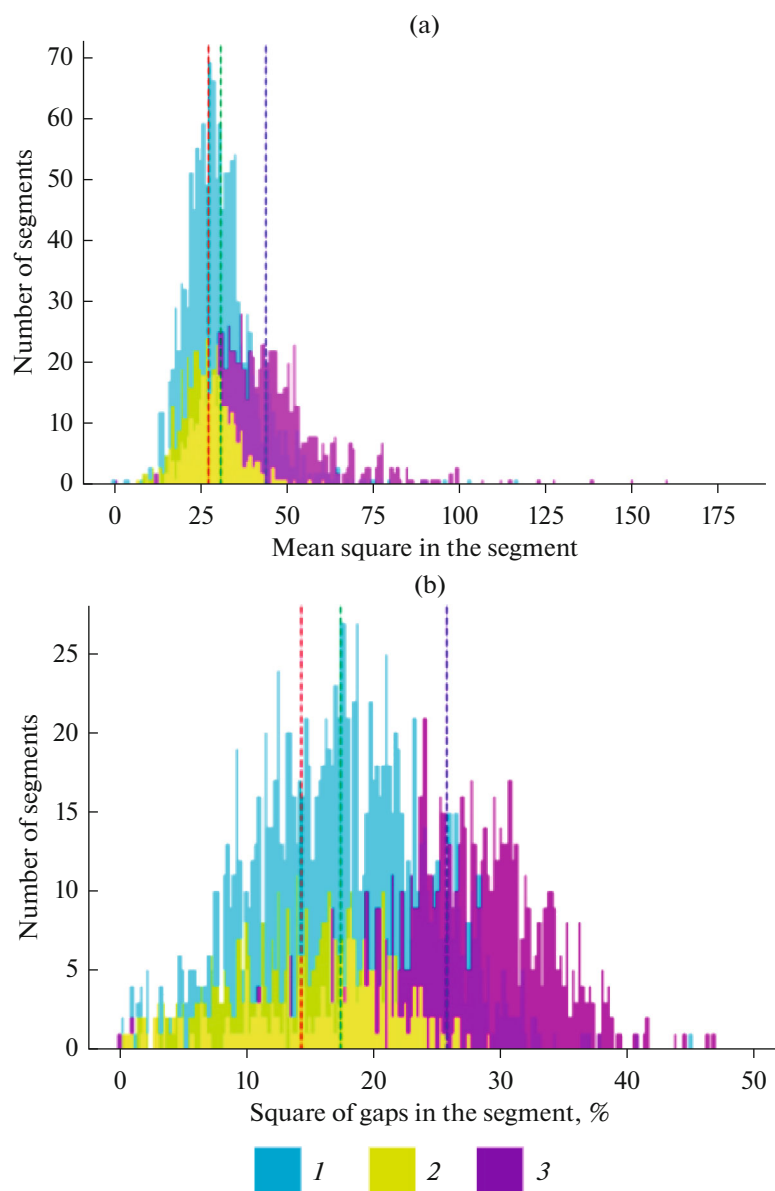 (a)
70
60
50
40
30
20
10
0
Number of segments
0 25 50 75 100 125 150 175
Mean square in the segment
(b)
25
20
15
10
5
0
Number of segments
0 10 20 30 40 50
Square of gaps in the segment, %
1 2 3